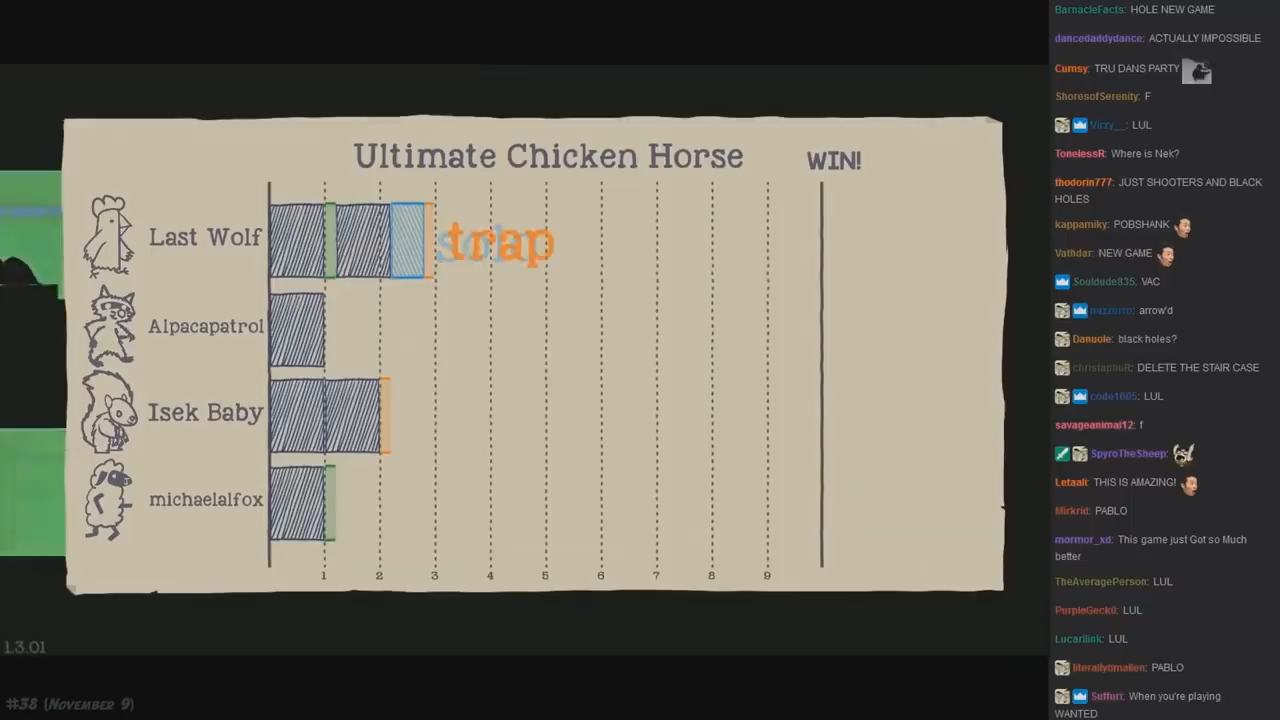 Ultimate Chicken Horse
WIN!
Last Wolf
trap
Alpacapatrol
Isek Baby
michaelalfox
1 2 3 4 5 6 7 8 9
1.3.01
#38 (November 9)
BarnacleFacts: HOLE NEW GAME
dancedaddydance: ACTUALLY IMPOSSIBLE
Cumsy: TRU DANS PARTY
ShoresofSerenity: F
Virzy__: LUL
TonelessR: Where is Nek?
thodorin777: JUST SHOOTERS AND BLACK
HOLES
kappamiky: POBSHANK
Vathdar: NEW GAME
Souldude835: VAC
arrow'd
Danuole: black holes?
DELETE THE STAIR CASE
code1005: LUL
savageanimal12: f
SpyroTheSheep:
Letaali: THIS IS AMAZING!
Mirkrid: PABLO
mormor_xd: This game just Got so Much
better
TheAveragePerson: LUL
PurpleGeck0: LUL
Lucarilink: LUL
PABLO
Suffuri: When you're playing
WANTED